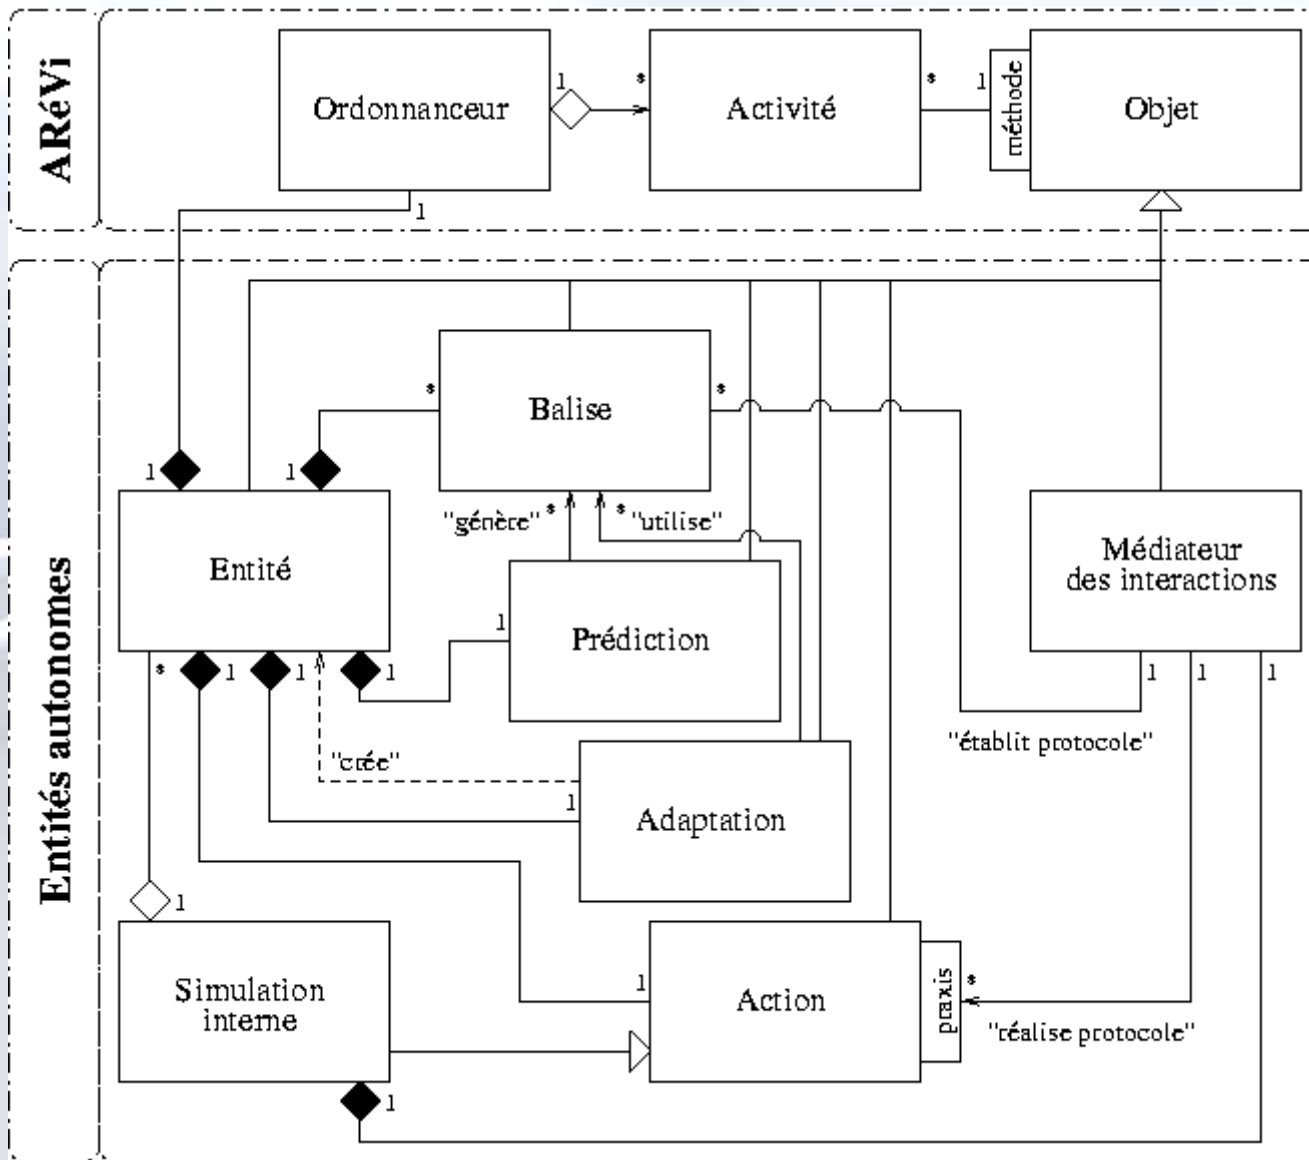 ARéVi
Ordonnanceur
1
*
Activité
*
1
méthode
Objet
1
Entités autonomes
*
Balise
*
1
1
"génère"
*
*
"utilise"
Entité
Médiateur
des interactions
1
Prédiction
*
1
1
1
1
1
1
"établit protocole"
"crée"
1
Adaptation
1
Simulation
interne
1
Action
praxis
*
"réalise protocole"
1